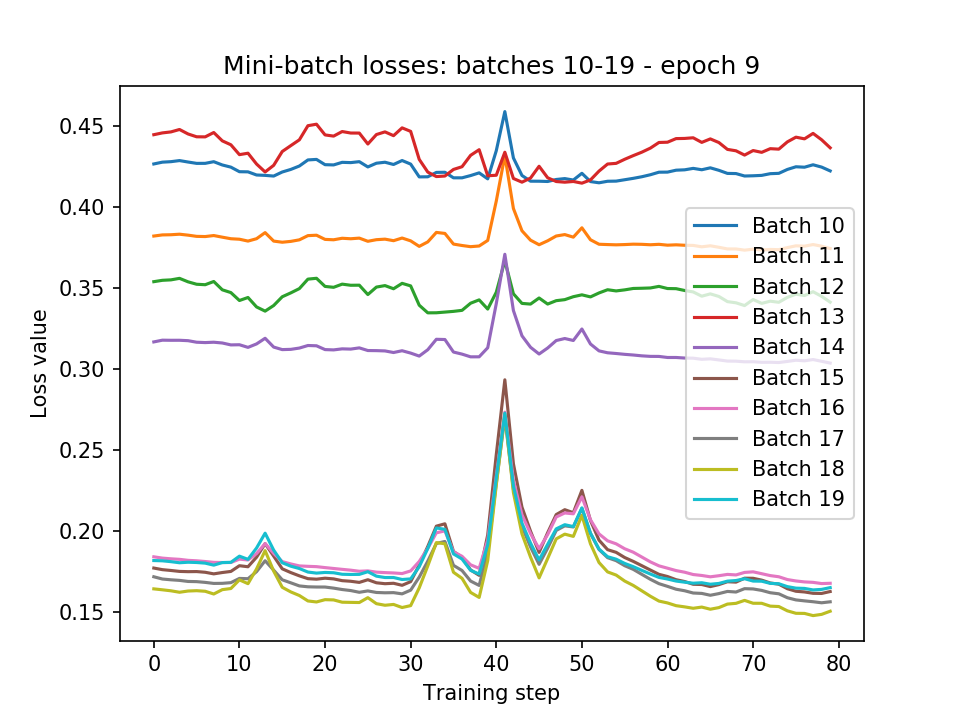 Mini-batch losses: batches 10-19 - epoch 9
Loss value
0.45
0.40
0.35
0.30
0.25
0.20
0.15
Batch 10
Batch 11
Batch 12
Batch 13
Batch 14
Batch 15
Batch 16
Batch 17
Batch 18
Batch 19
0 10 20 30 40 50 60 70 80
Training step